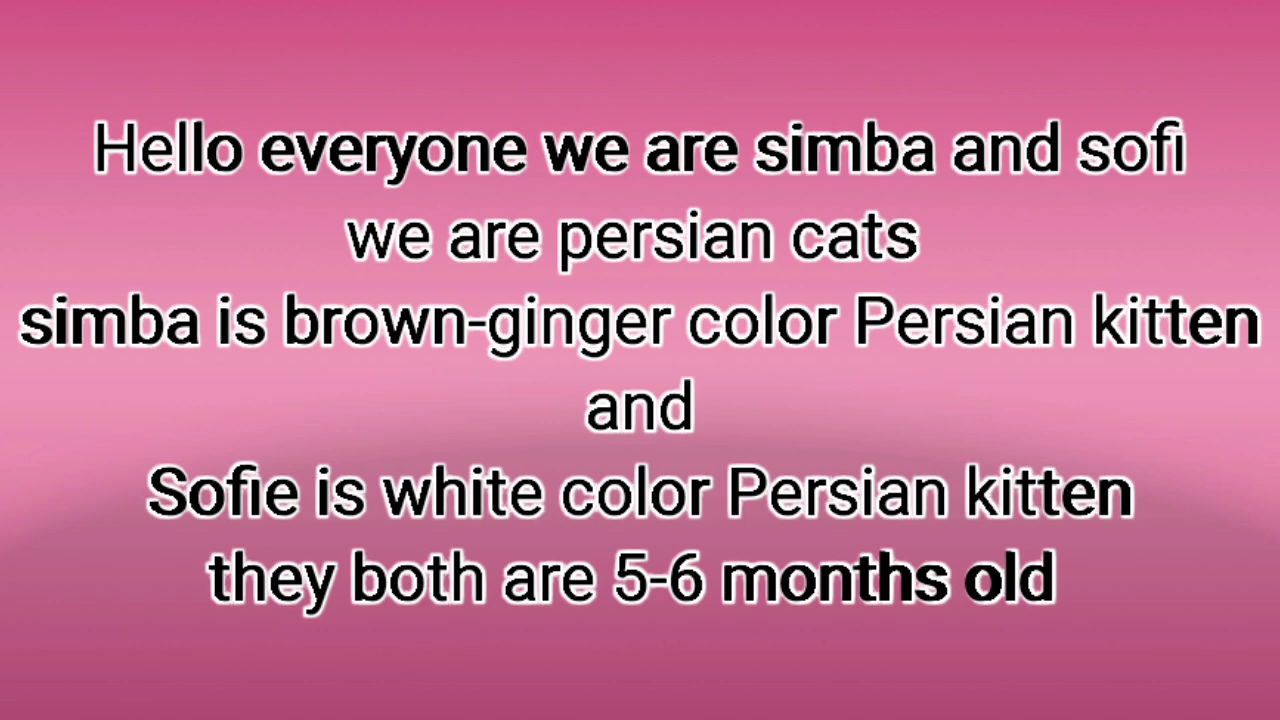 Hello everyone we are simba and sofi
we are persian cats
simba is brown-ginger color Persian kitten
and
Sofie is white color Persian kitten
they both are 5-6 months old